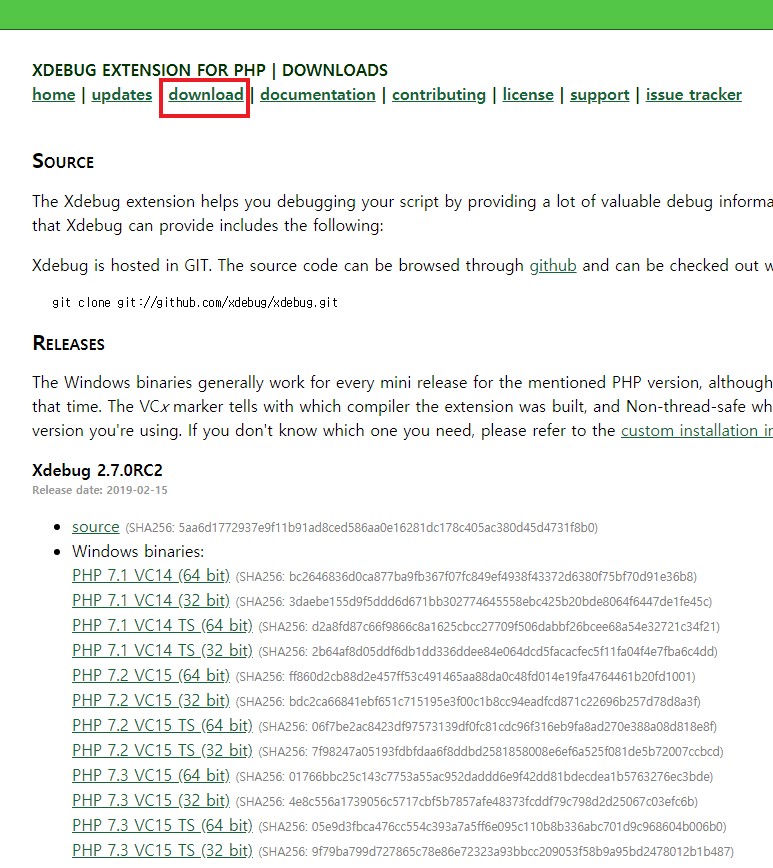 XDEBUG EXTENSION FOR PHP | DOWNLOADS
home | updates | download | documentation | contributing | license | support | issue tracker
SOURCE
The Xdebug extension helps you debugging your script by providing a lot of valuable debug informa
that Xdebug can provide includes the following:
Xdebug is hosted in GIT. The source code can be browsed through github and can be checked out w
git clone git://github.com/xdebug/xdebug.git
RELEASES
The Windows binaries generally work for every mini release for the mentioned PHP version, although
that time. The VCx marker tells with which compiler the extension was built, and Non-thread-safe wh
version you're using. If you don't know which one you need, please refer to the custom installation in
Xdebug 2.7.0RC2
Release date: 2019-02-15
• source (SHA256: 5aa6d1772937e9f11b91ad8ced586aa0e16281dc178c405ac380d45d4731f8b0)
• Windows binaries:
PHP 7.1 VC14 (64 bit) (SHA256: bc2646836d0ca877ba9fb367f07fc849ef4938f43372d6380f75bf70d91e36b8)
PHP 7.1 VC14 (32 bit) (SHA256: 3daebe155d9f5ddd6d671bb302774645558ebc425b20bde8064f6447de1fe45c)
PHP 7.1 VC14 TS (64 bit) (SHA256: d2a8fd87c66f9866c8a1625cbcc27709f506dabbf26bcee68a54e32721c34f21)
PHP 7.1 VC14 TS (32 bit) (SHA256: 2b64af8d05ddf6db1dd336ddee84e064dcd5facacfec5f11fa04f4e7fba6c4dd)
PHP 7.2 VC15 (64 bit) (SHA256: ff860d2cb88d2e457ff53c491465aa88da0c48fd014e19fa4764461b20fd1001)
PHP 7.2 VC15 (32 bit) (SHA256: bdc2ca66841ebf651c715195e3f00c1b8cc94eadfcd871c22696b257d78d8a3f)
PHP 7.2 VC15 TS (64 bit) (SHA256: 06f7be2ac8423df97573139df0fc81cdc96f316eb9fa8ad270e388a08d818e8f)
PHP 7.2 VC15 TS (32 bit) (SHA256: 7f98247a05193fdbfdaa6f8ddbd2581858008e6ef6a525f081de5b72007ccbcd)
PHP 7.3 VC15 (64 bit) (SHA256: 01766bbc25c143c7753a55ac952daddd6e9f42dd81bdecdea1b5763276ec3bde)
PHP 7.3 VC15 (32 bit) (SHA256: 4e8c556a1739056c5717cbf5b7857afe48373fcddf79c798d2d25067c03efc6b)
PHP 7.3 VC15 TS (64 bit) (SHA256: 05e9d3fbca476cc554c393a7a5ff6e095c110b8b336abc701d9c968604b006b0)
PHP 7.3 VC15 TS (32 bit) (SHA256: 9f79ba799d727865c78e86e72323a93bbcc209053f58b9a95bd2478012b1b487)